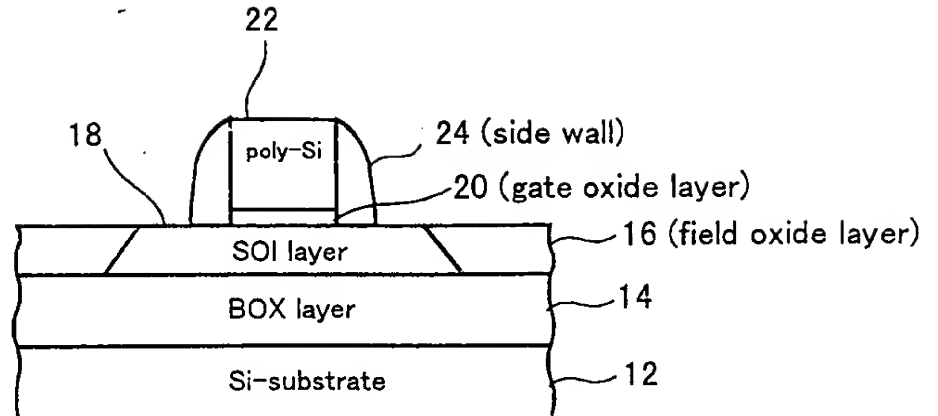 22
18
poly-Si
24 (side wall)
20 (gate oxide layer)
SOI layer
16 (field oxide layer)
BOX layer
14
Si-substrate
12